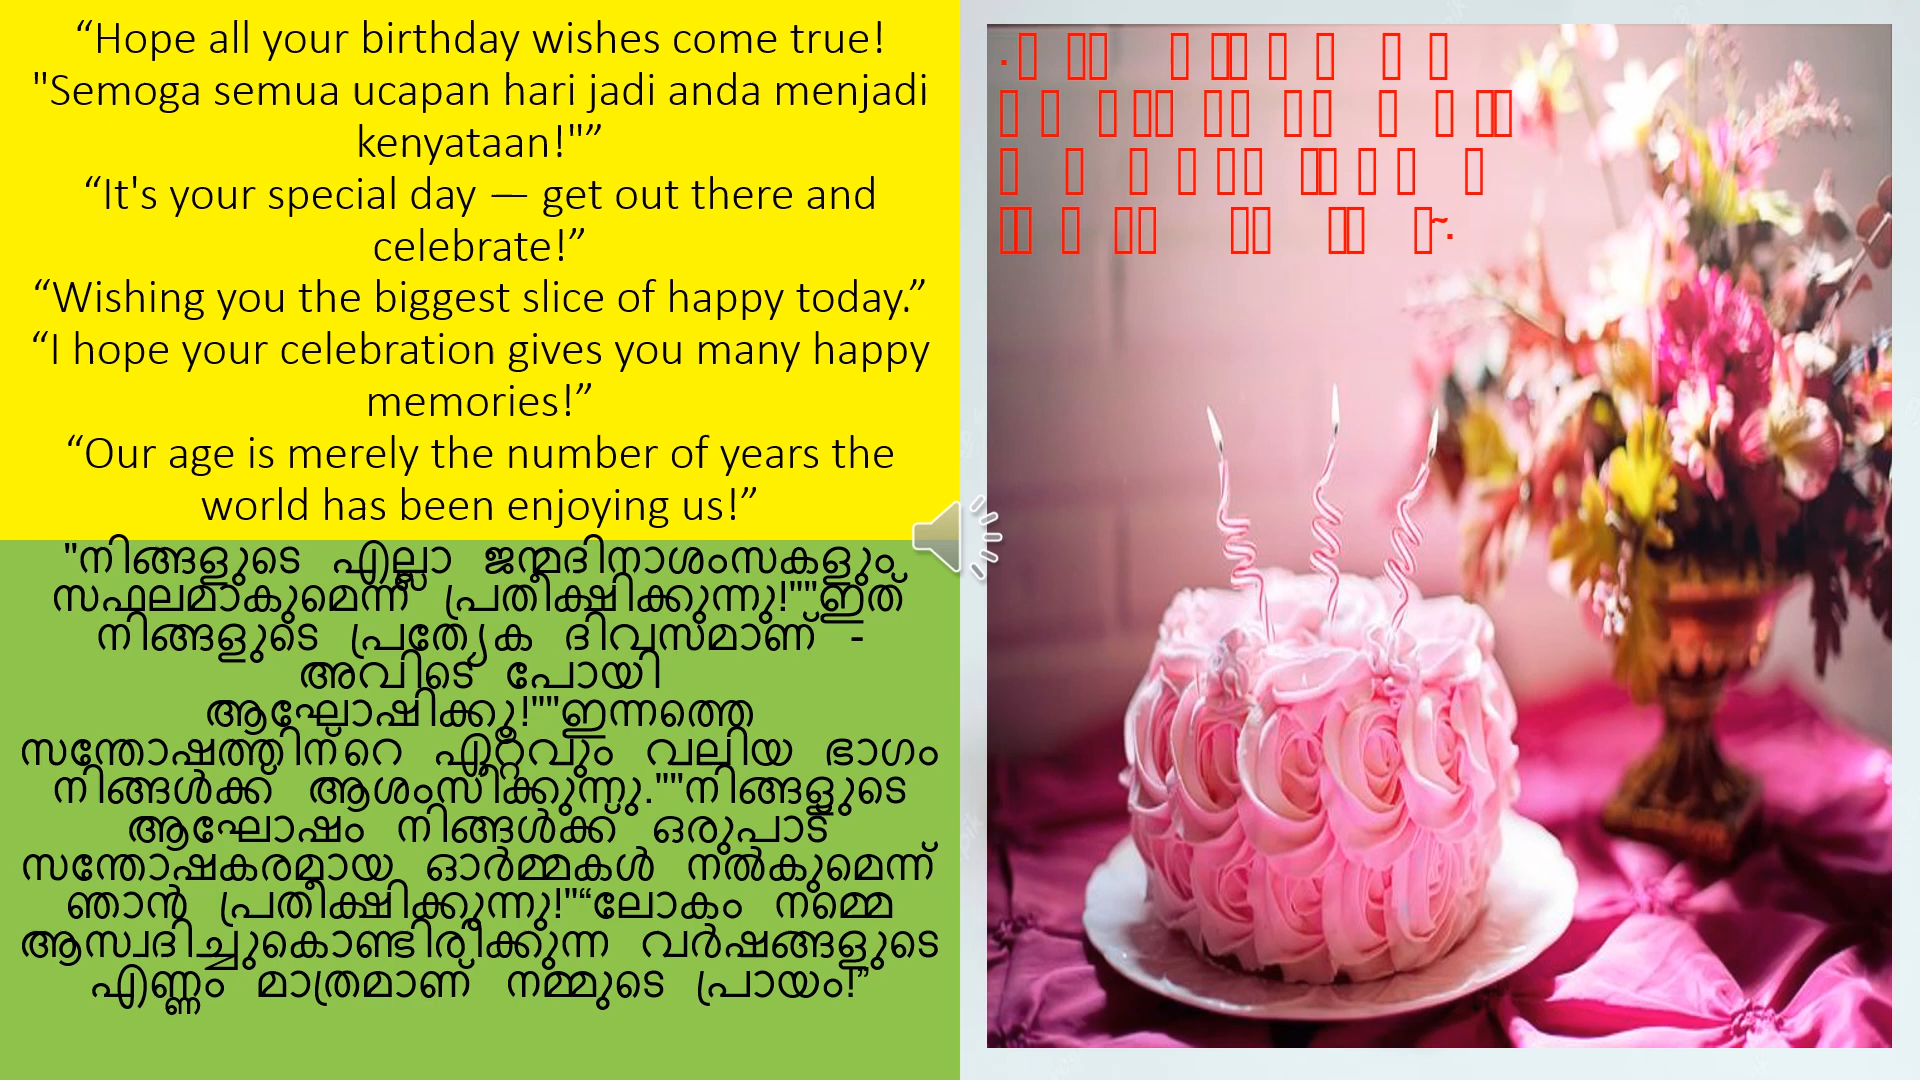 “Hope all your birthday wishes come true!
"Semoga semua ucapan hari jadi anda menjadi
kenyataan!"”
“It's your special day — get out there and
celebrate!”
“Wishing you the biggest slice of happy today.”
“I hope your celebration gives you many happy
memories!”
“Our age is merely the number of years the
world has been enjoying us!”
"നിങ്ങളുടെ എല്ലാ ജന്മദിനാശംസകളും
സഫലമാകുമെന്ന് പ്രതീക്ഷിക്കുന്നു!""ഇത്
നിങ്ങളുടെ പ്രത്യേക ദിവസമാണ് -
അവിടെ പോയി
ആഘോഷിക്കൂ!""ഇന്നത്തെ
സന്തോഷത്തിന്റെ ഏറ്റവും വലിയ ഭാഗം
നിങ്ങൾക്ക് ആശംസിക്കുന്നു.""നിങ്ങളുടെ
ആഘോഷം നിങ്ങൾക്ക് ഒരുപാട്
സന്തോഷകരമായ ഓർമ്മകൾ നൽകുമെന്ന്
ഞാൻ പ്രതീക്ഷിക്കുന്നു!"“ലോകം നമ്മെ
ആസ്വദിച്ചുകൊണ്ടിരിക്കുന്ന വർഷങ്ങളുടെ
എണ്ണം മാത്രമാണ് നമ്മുടെ പ്രായം!”